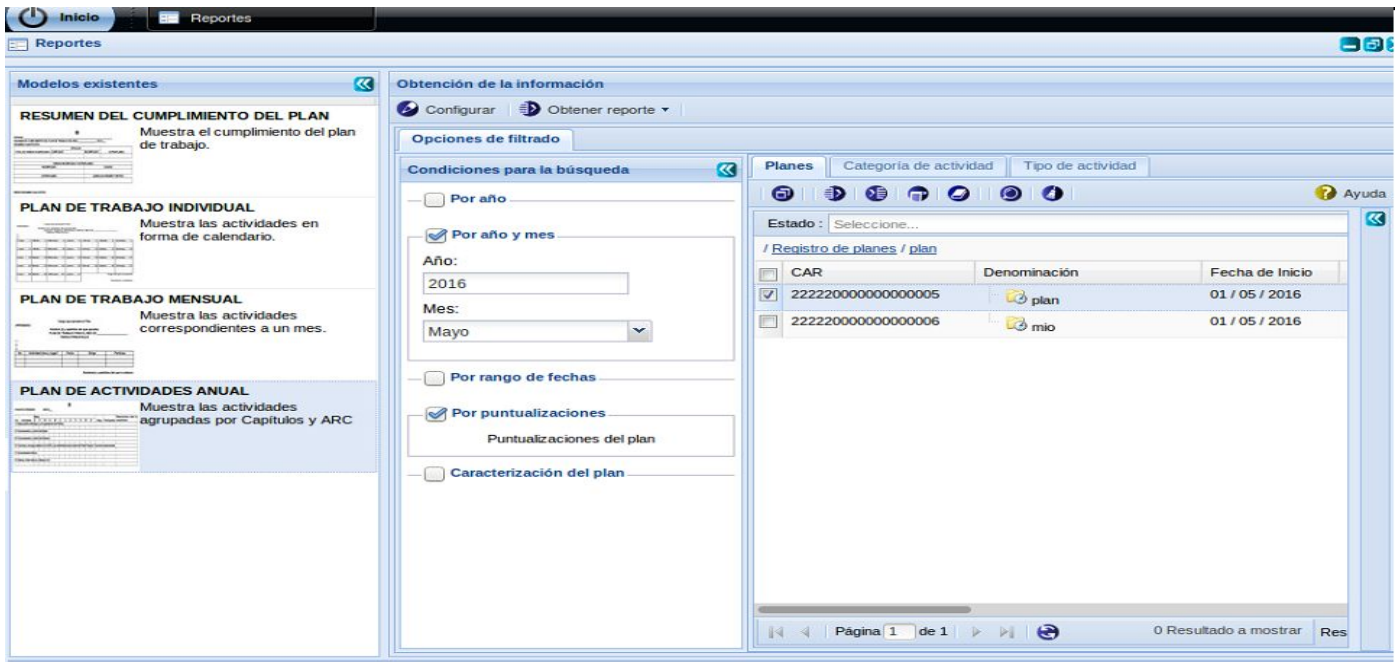 Inicio
Reportes
Reportes
Modelos existentes
RESUMEN DEL CUMPLIMIENTO DEL PLAN
Muestra el cumplimiento del plan
de trabajo.
PLAN DE TRABAJO INDIVIDUAL
Muestra las actividades en
forma de calendario.
PLAN DE TRABAJO MENSUAL
Muestra las actividades
correspondientes a un mes.
PLAN DE ACTIVIDADES ANUAL
Muestra las actividades
agrupadas por Capítulos y ARC
Obtención de la información
Configurar
Obtener reporte
Opciones de filtrado
Condiciones para la búsqueda
Por año
Por año y mes
Año:
2016
Mes:
Mayo
Por rango de fechas
Por puntualizaciones
Puntualizaciones del plan
Caracterización del plan
Planes
Categoría de actividad
Tipo de actividad
Ayuda
Estado : Seleccione...
/ Registro de planes / plan
CAR Denominación Fecha de Inicio
222220000000000005 plan 01 / 05 / 2016
222220000000000006 mio 01 / 05 / 2016
Página 1 de 1
0 Resultado a mostrar
Res